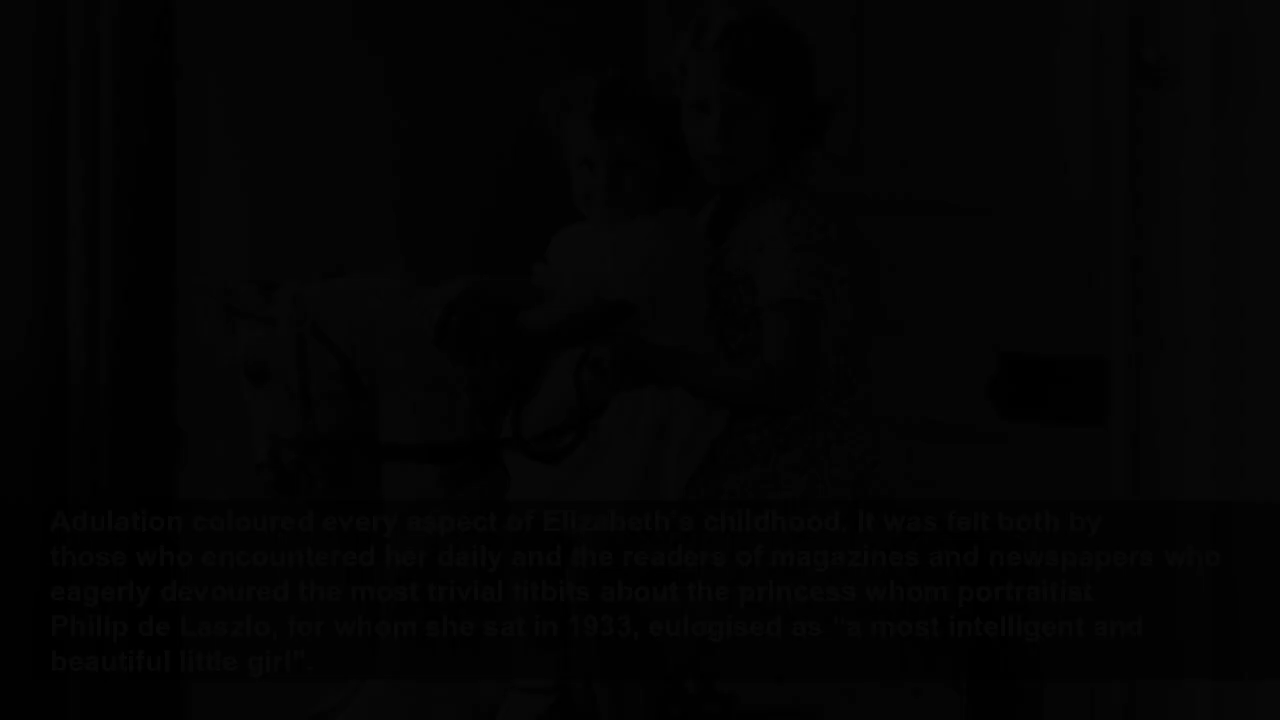 Adulation coloured every aspect of Elizabeth's childhood. It was felt both by
those who encountered her daily and the readers of magazines and newspapers who
eagerly devoured the most trivial titbits about the princess whom portraitist
Philip de Laszlo, for whom she sat in 1933, eulogised as "a most intelligent and
beautiful little girl".